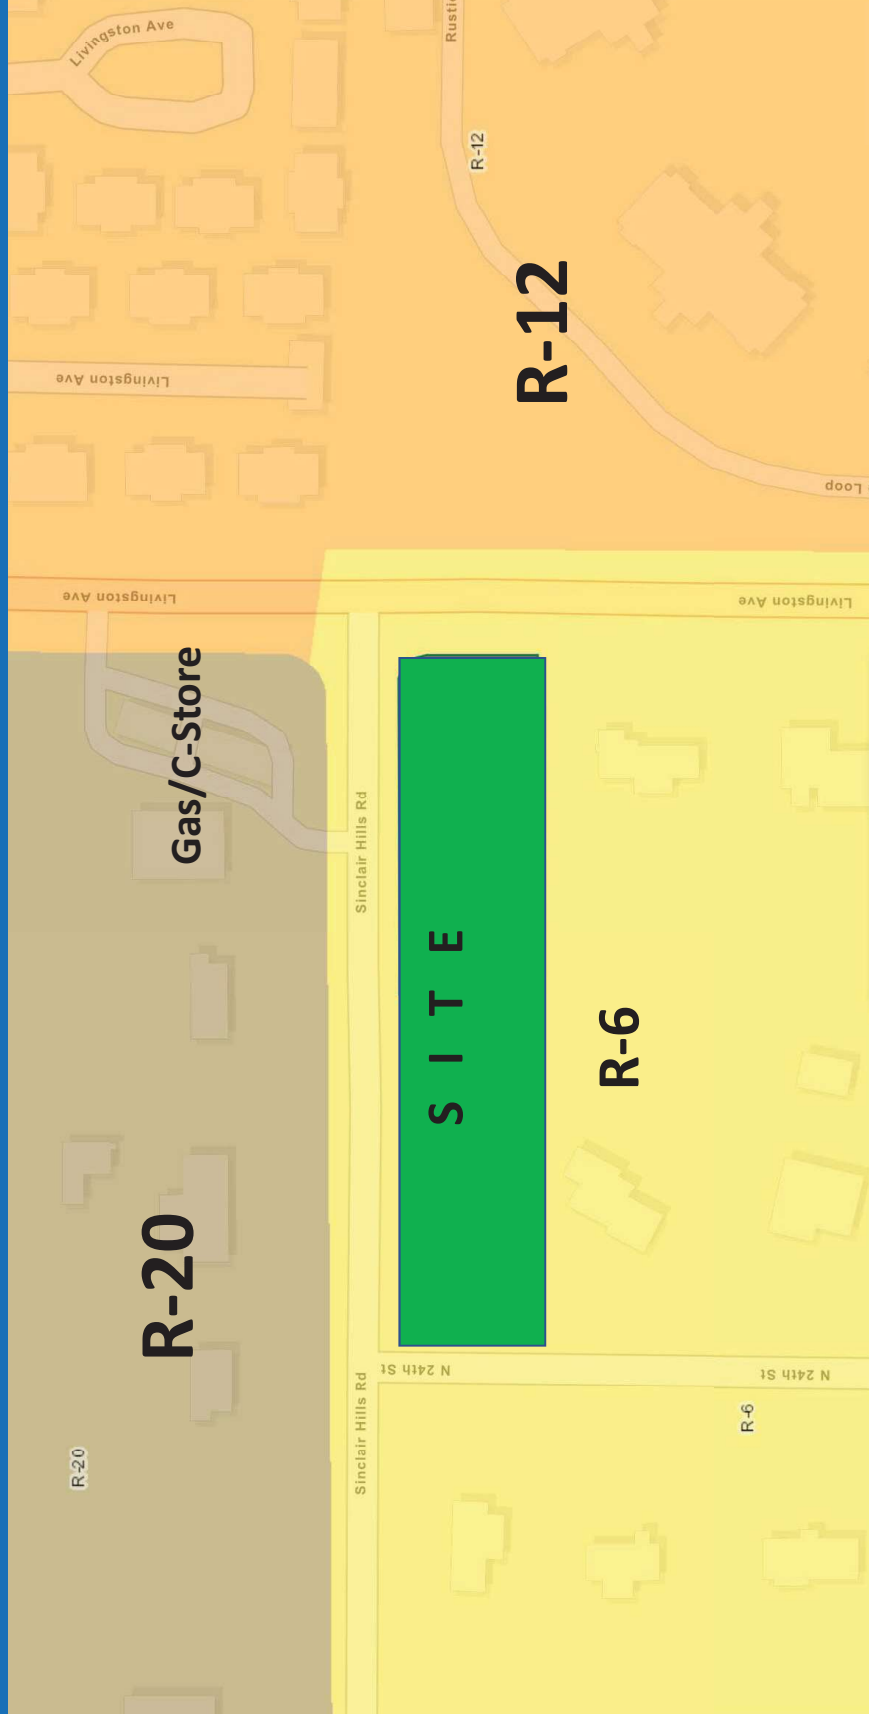 Livingston Ave
Rustic
R-12
R-12
Livingston Ave
Loop
Livingston Ave
Livingston Ave
Gas/C-Store
Sinclair Hills Rd
S I T E
R-6
R-20
N 24th St
N 24th St
Sinclair Hills Rd
R-6
R-20